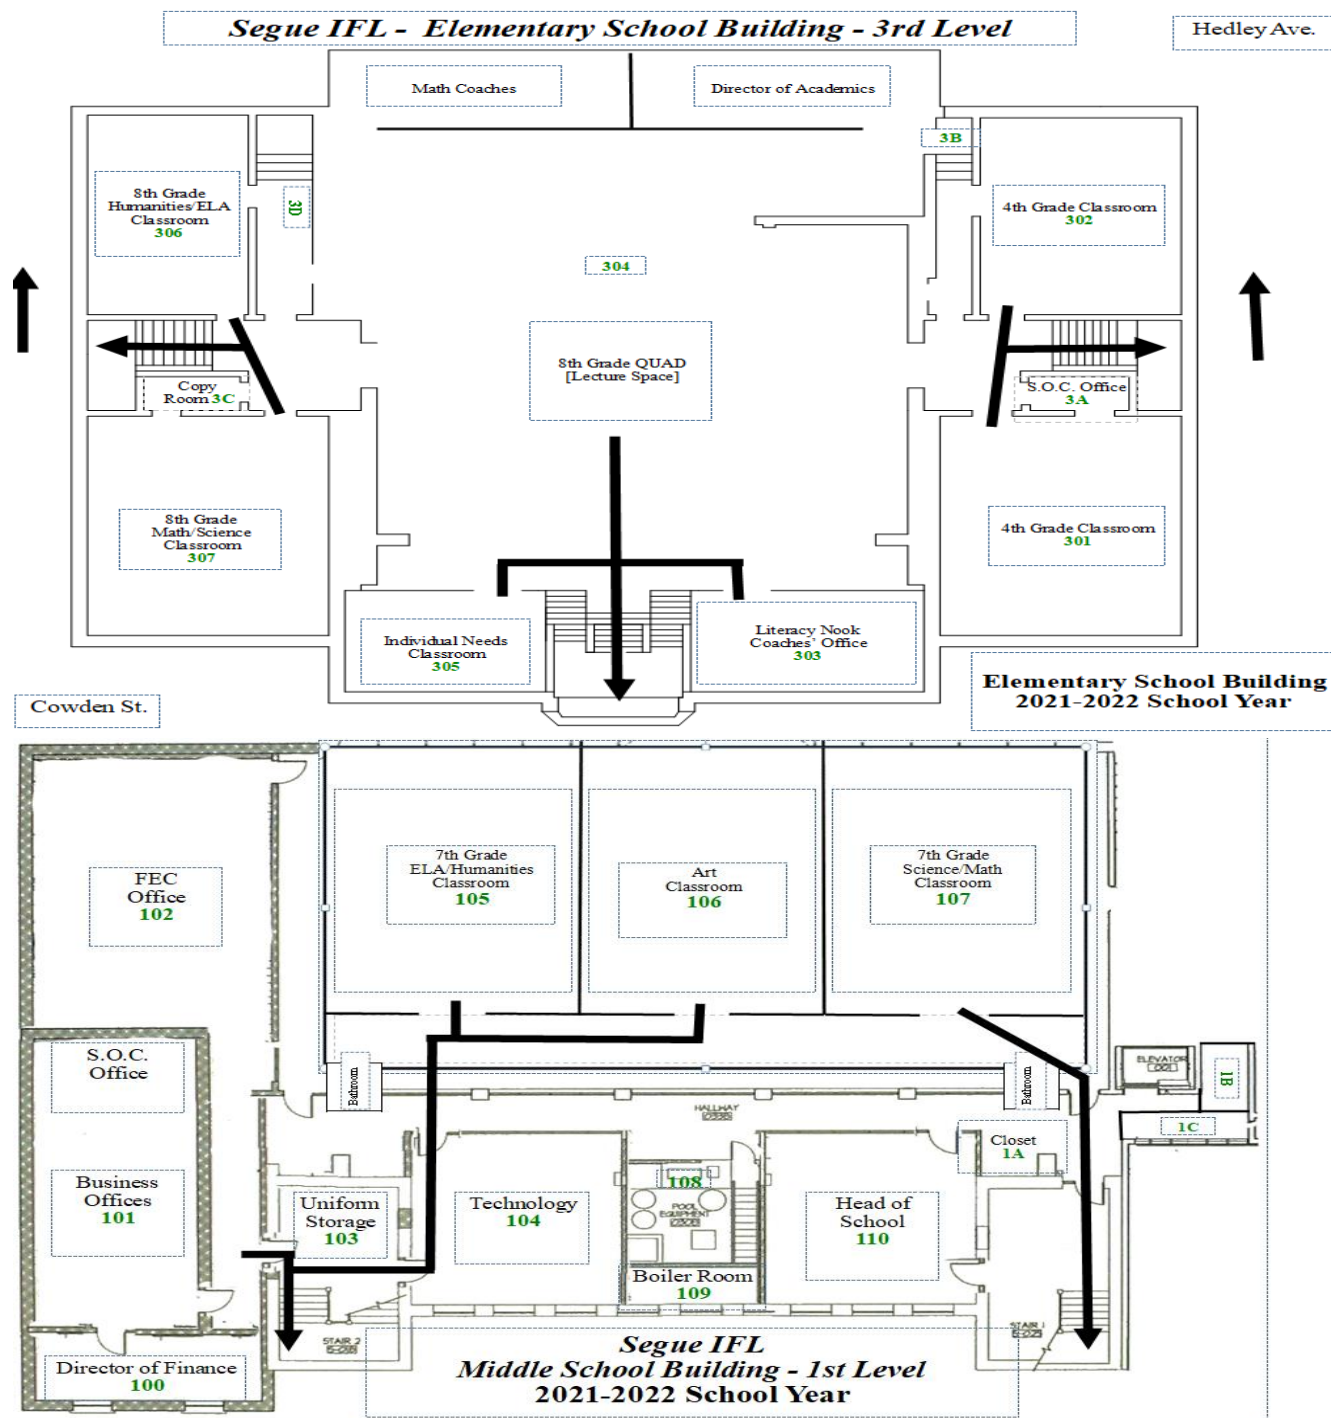 Segue IFL - Elementary School Building - 3rd Level
Hedley Ave.
Math Coaches
Director of Academics
3B
8th Grade
Humanities/ELA
Classroom
306
3D
4th Grade Classroom
302
304
8th Grade QUAD
[Lecture Space]
Copy
Room 3C
S.O.C. Office
3A
8th Grade
Math/Science
Classroom
307
4th Grade Classroom
301
Individual Needs
Classroom
305
Literacy Nook
Coaches' Office
303
Elementary School Building
2021-2022 School Year
Cowden St.
7th Grade
ELA/Humanities
Classroom
105
Art
Classroom
106
7th Grade
Science/Math
Classroom
107
FEC
Office
102
S.O.C.
Office
Bathroom
Bathroom
ELEVATOR
1B
HALLWAY
1C
Closet
1A
Business
Offices
101
Uniform
Storage
103
Technology
104
108
POOL
EQUIPMENT
Head of
School
110
Boiler Room
109
STAIR 2
STAIR 1
Director of Finance
100
Segue IFL
Middle School Building - 1st Level
2021-2022 School Year